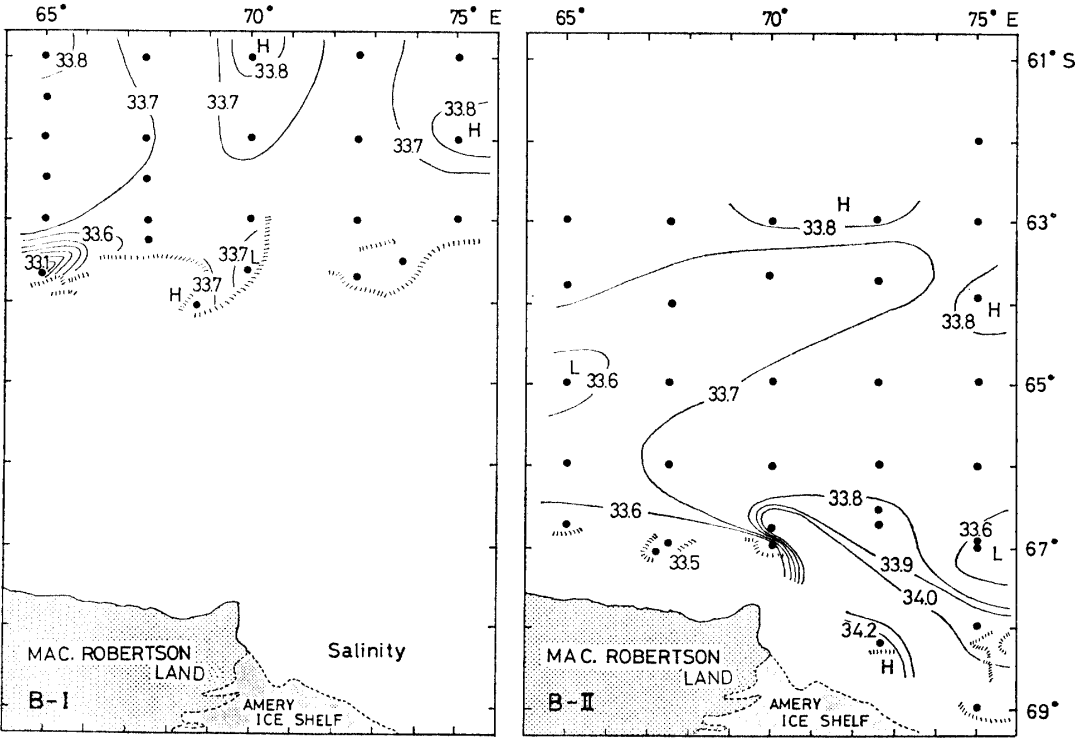 65° 70° 75° E
33.8
H
33.8
33.7
33.7
33.8
H
33.7
33.6
33.1
33.7 L
33.7
H
MAC. ROBERTSON
LAND
Salinity
B-I
AMERY
ICE SHELF
65° 70° 75° E
61° S
H
33.8
63°
33.8
H
L
33.6
33.7
65°
33.8
33.6
33.6
L
67°
33.5
33.9
34.0
34.2
H
MAC. ROBERTSON
LAND
B-II
AMERY
ICE SHELF
69°